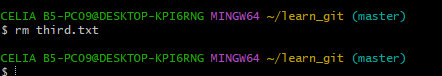 CELIA B5-PC09@DESKTOP-KPI6RNG MINGW64 ~/learn_git (master)
$ rm third.txt
CELIA B5-PC09@DESKTOP-KPI6RNG MINGW64 ~/learn_git (master)
$